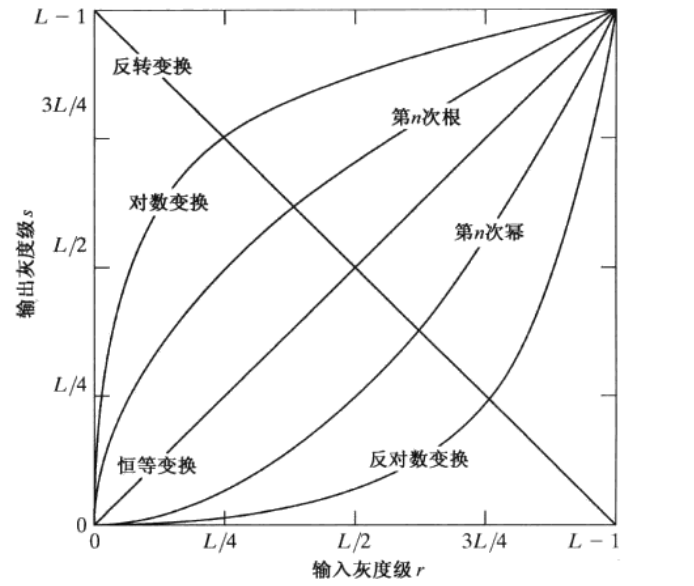 L－1
反转变换
3L/4
第n次根
对数变换
第n次幂
L/2
输出灰度级s
L/4
恒等变换
反对数变换
0
0 L/4 L/2 3L/4 L－1
输入灰度级r